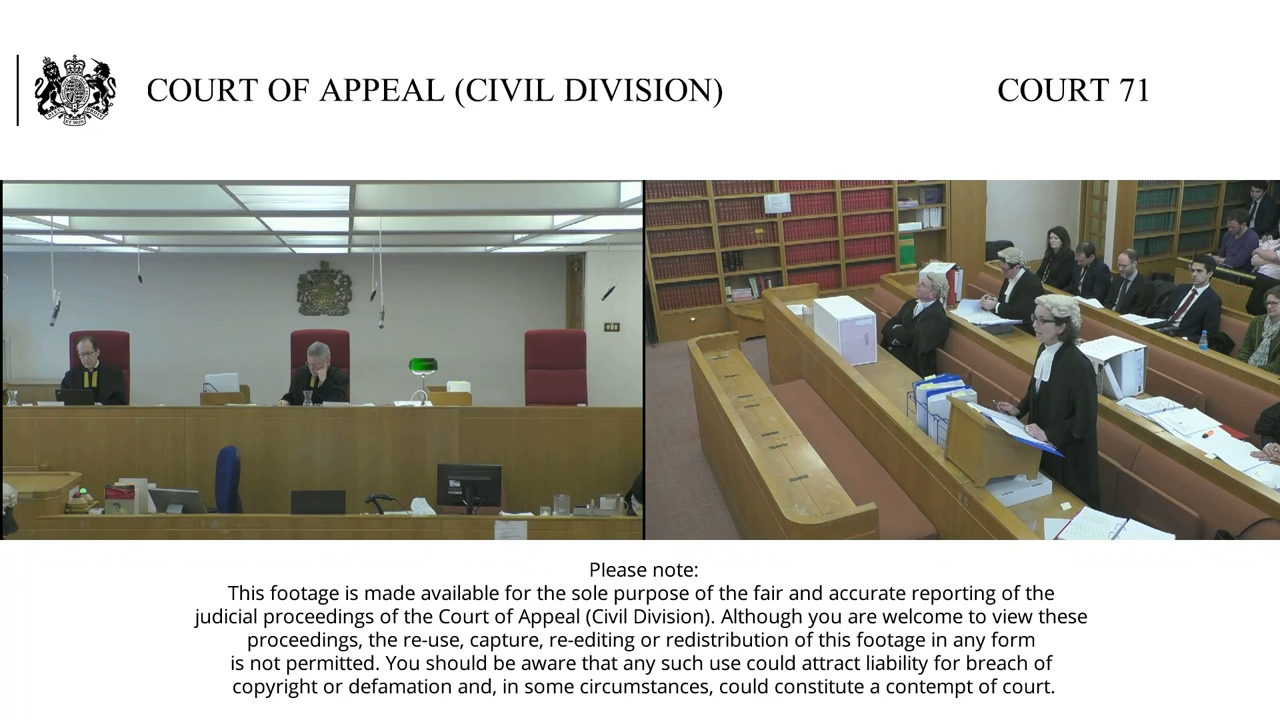 COURT OF APPEAL (CIVIL DIVISION)
COURT 71
Please note:
This footage is made available for the sole purpose of the fair and accurate reporting of the
judicial proceedings of the Court of Appeal (Civil Division). Although you are welcome to view these
proceedings, the re-use, capture, re-editing or redistribution of this footage in any form
is not permitted. You should be aware that any such use could attract liability for breach of
copyright or defamation and, in some circumstances, could constitute a contempt of court.